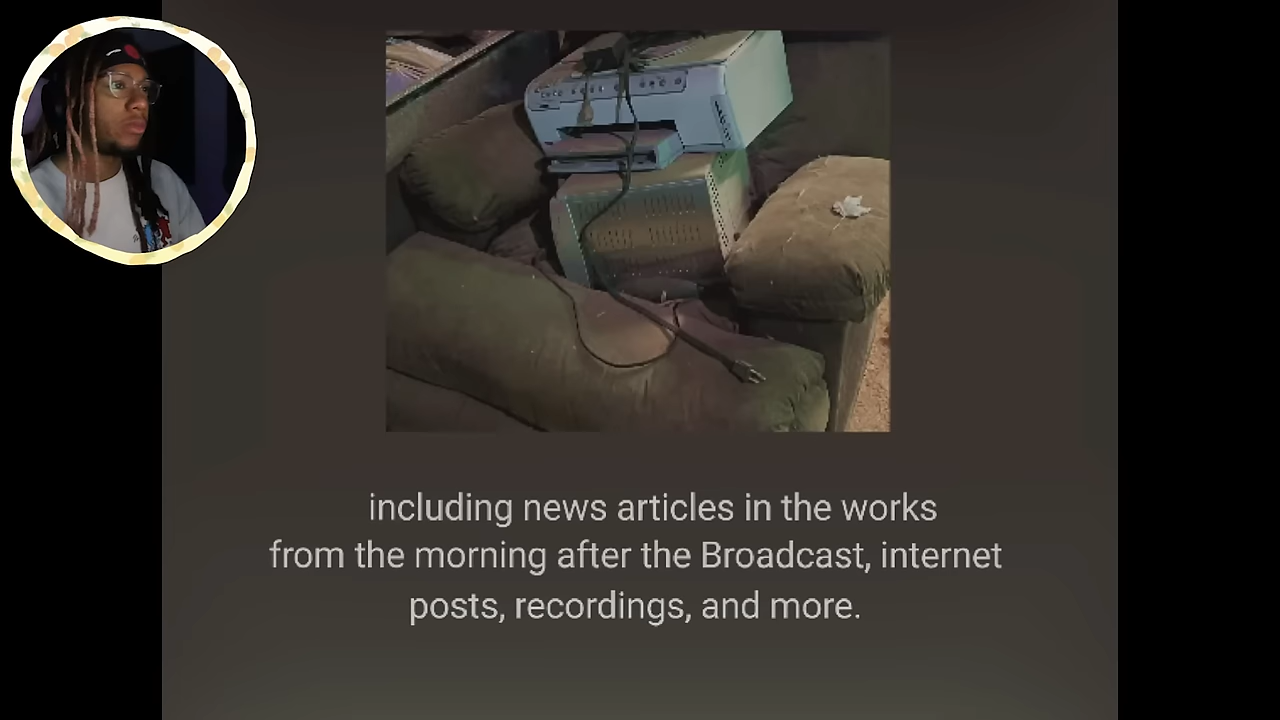 including news articles in the works
from the morning after the Broadcast, internet
posts, recordings, and more.